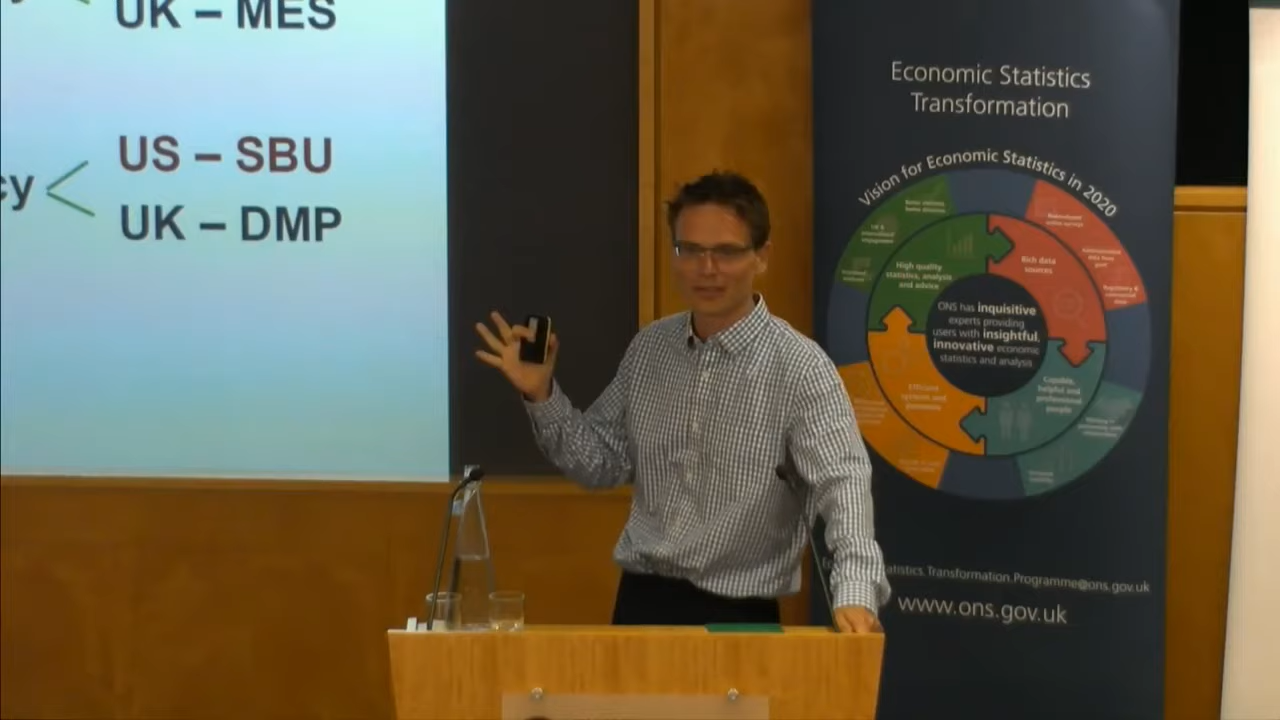 UK – MES
US – SBU
cy
UK – DMP
Economic Statistics
Transformation
Vision for Economic Statistics in 2020
High quality
statistics, analysis
and advice
Rich data
sources
ONS has inquisitive
experts providing
users with insightful,
innovative economic
statistics and analysis
Efficient
systems and
processes
Capable,
helpful and
professional
people
atistics.Transformation.Programme@ons.gov.uk
www.ons.gov.uk